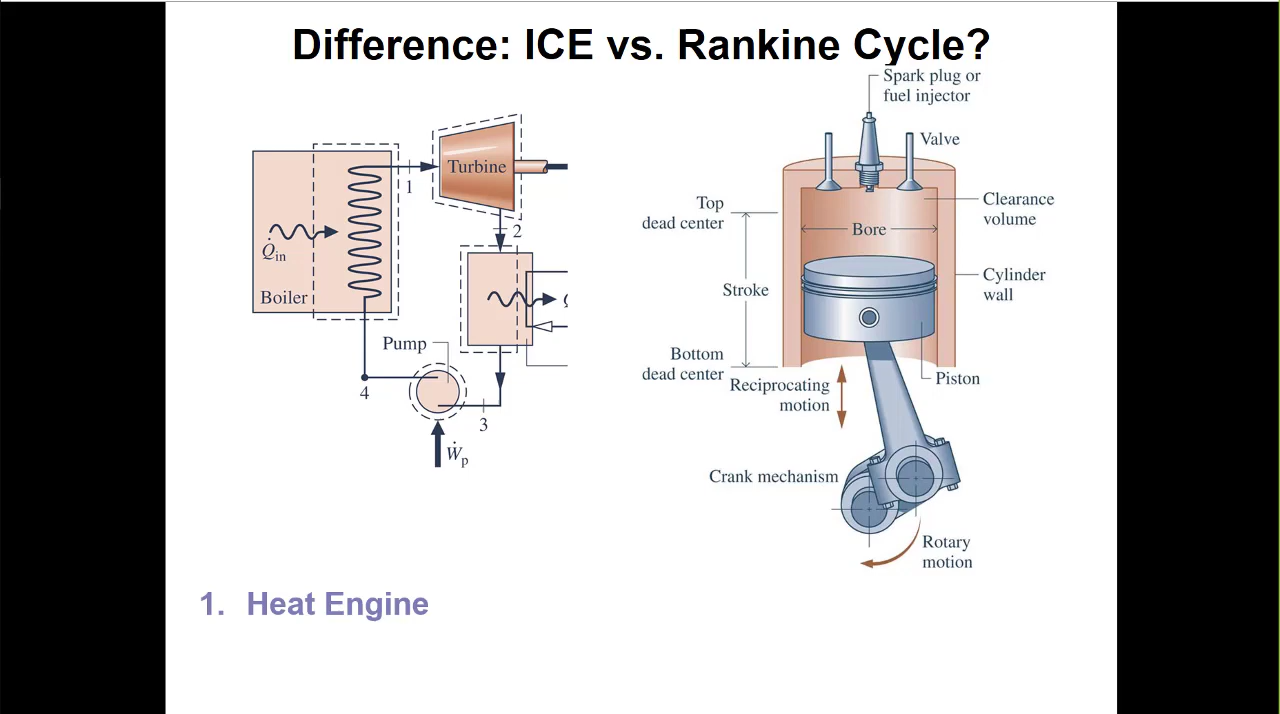 Difference: ICE vs. Rankine Cycle?
Turbine
1
2
Q̇in
Boiler
Pump
4
3
Ẇp
Spark plug or
fuel injector
Valve
Top
dead center
Clearance
volume
Bore
Stroke
Cylinder
wall
Bottom
dead center
Reciprocating
motion
Piston
Crank mechanism
Rotary
motion
1. Heat Engine